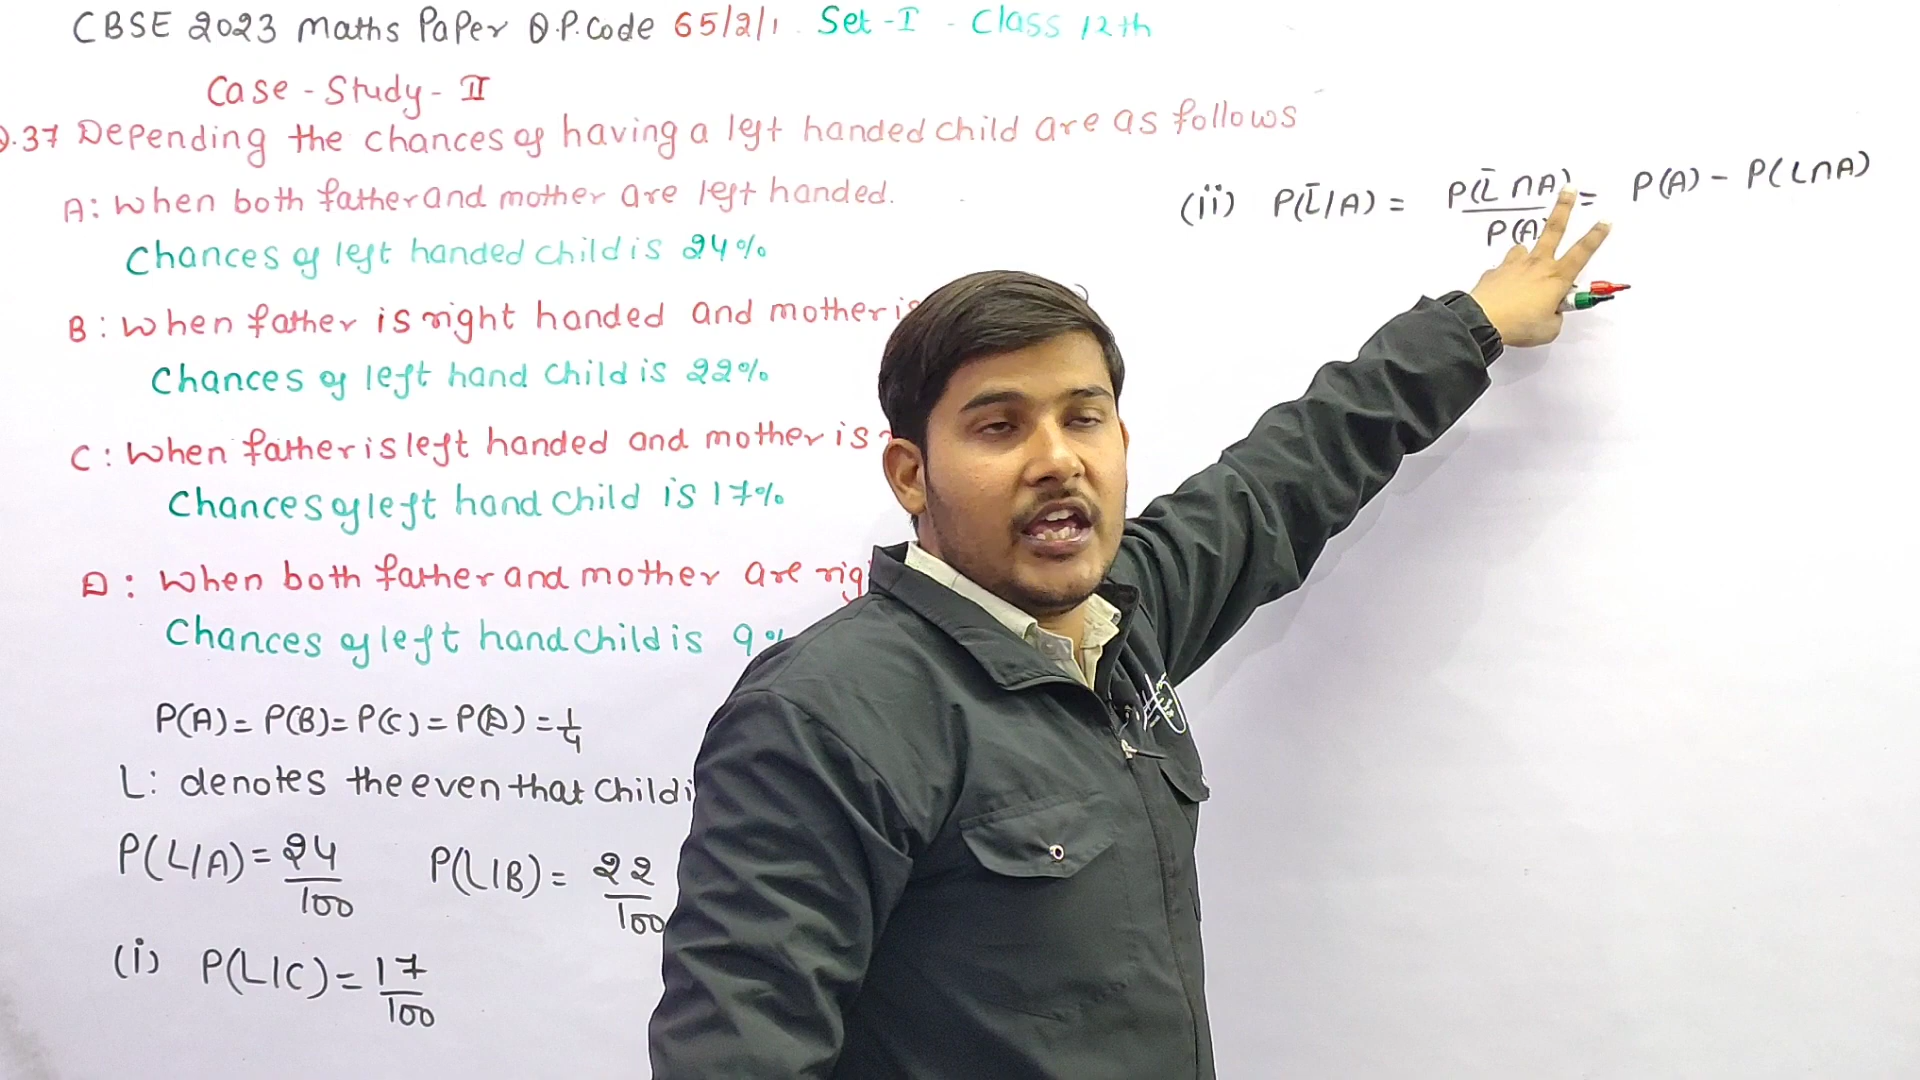 CBSE 2023 Maths Paper Q.P. Code 65/2/1. Set-I - Class 12th
Case-Study-II
Q.37 Depending the chances of having a left handed child are as follows
A: When both father and mother are left handed.
Chances of left handed child is 24%
B: When father is right handed and mother is
Chances of left hand child is 22%
C: When father is left handed and mother is
Chances of left hand child is 17%
D: When both father and mother are
Chances of left hand child is 9%
P(A) = P(B) = P(C) = P(D) = 1/4
L: denotes the even that child
P(L/A) = 24/100 P(L/B) = 22/100
(i) P(L/C) = 17/100
(ii) P(L̄/A) = P(L̄∩A)/P(A) = P(A) - P(L∩A)